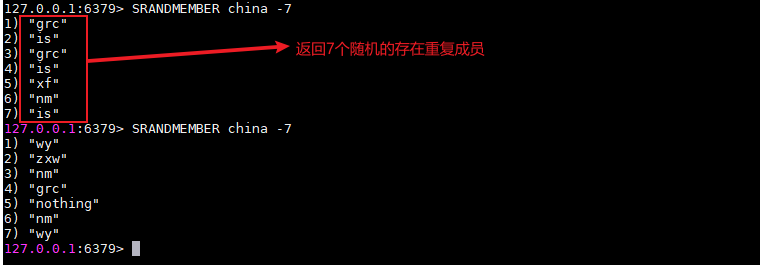 127.0.0.1:6379> SRANDMEMBER china -7
1) "grc"
2) "is"
3) "grc"
4) "is"
5) "xf"
6) "nm"
7) "is"
返回7个随机的存在重复成员
127.0.0.1:6379> SRANDMEMBER china -7
1) "wy"
2) "zxw"
3) "nm"
4) "grc"
5) "nothing"
6) "nm"
7) "wy"
127.0.0.1:6379>